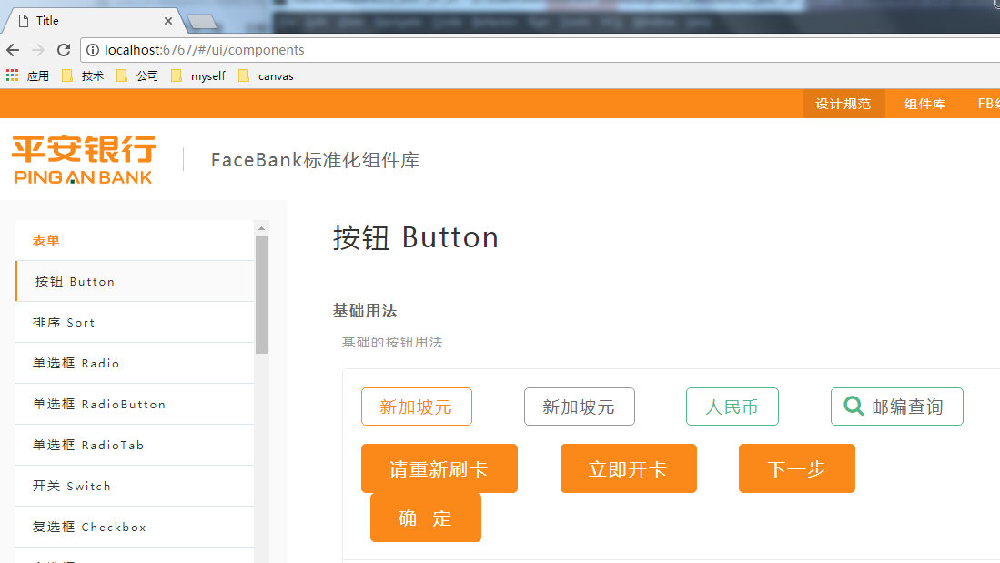 Title
localhost:6767/#/ui/components
应用 技术 公司 myself canvas
设计规范 组件库 FB
平安银行
PING AN BANK
FaceBank标准化组件库
表单
按钮 Button
排序 Sort
单选框 Radio
单选框 RadioButton
单选框 RadioTab
开关 Switch
复选框 Checkbox
按钮 Button
基础用法
基础的按钮用法
新加坡元 新加坡元 人民币 邮编查询
请重新刷卡 立即开卡 下一步
确 定